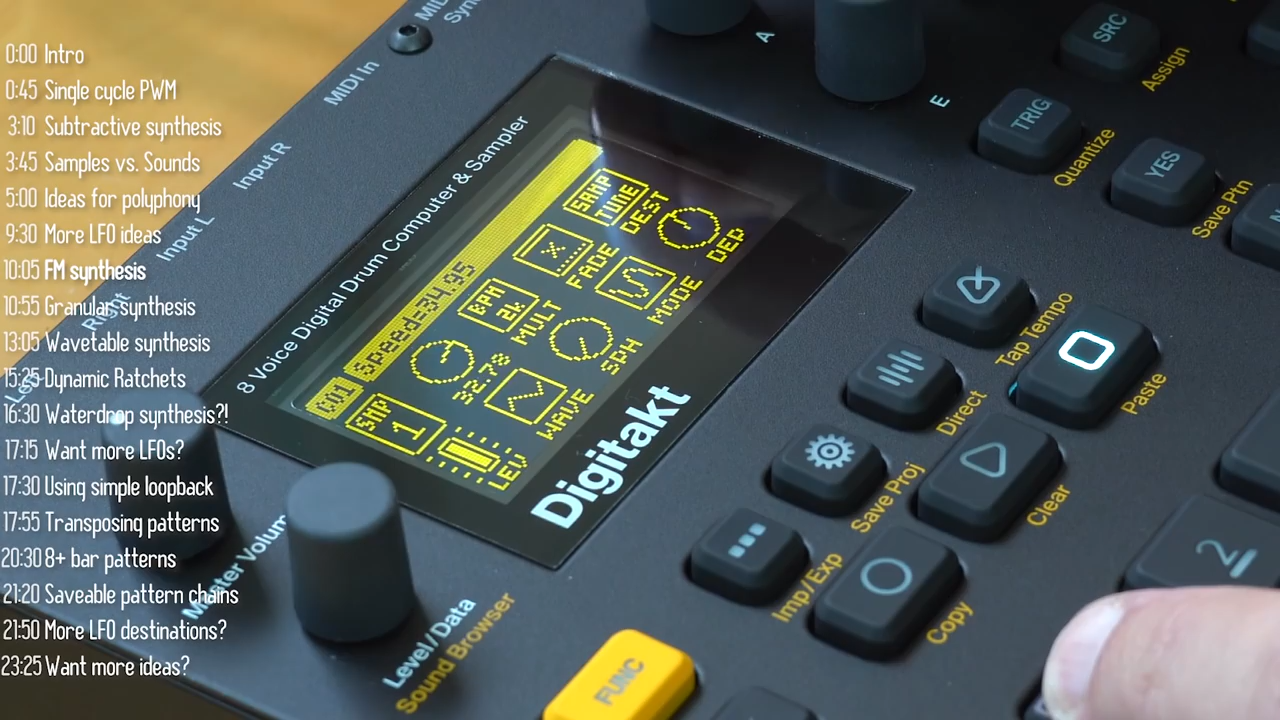 0:00 Intro
0:45 Single cycle PWM
3:10 Subtractive synthesis
3:45 Samples vs. Sounds
5:00 Ideas for polyphony
9:30 More LFO ideas
10:05 FM synthesis
10:55 Granular synthesis
13:05 Wavetable synthesis
15:25 Dynamic Ratchets
16:30 Waterdrop synthesis?!
17:15 Want more LFOs?
17:30 Using simple loopback
17:55 Transposing patterns
20:30 8+ bar patterns
21:20 Saveable pattern chains
21:50 More LFO destinations?
23:25 Want more ideas?
MIDI In
Input R
Input L
Right
Master Volume
Level/Data
Sound Browser
8 Voice Digital Drum Computer & Sampler
C01 Speed=34.95
SMP
1
32.78
BPM
2k
MULT
FADE
SAMP
TUNE
DEST
LEV
WAVE
SPH
MODE
DEP
Digitakt
A
E
SRC
Assign
TRIG
Quantize
YES
Save Ptn
Tap Tempo
Direct
Paste
Save Proj
Clear
Imp/Exp
Copy
FUNC
2